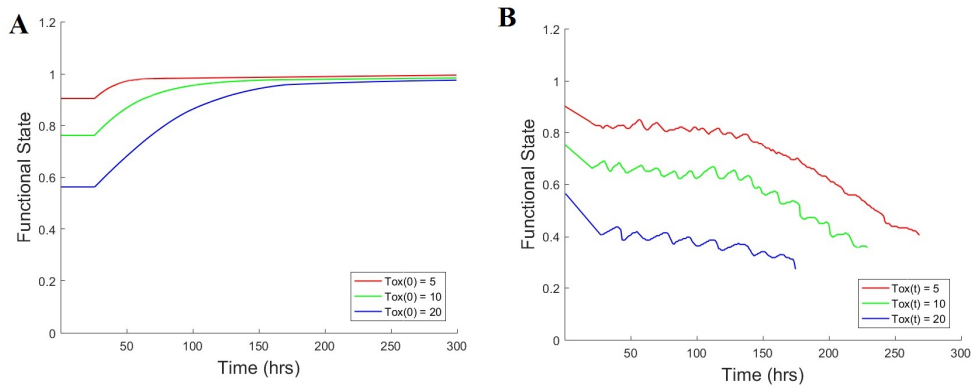 A
1.2
1
0.8
0.6
0.4
0.2
0
Functional State
50
100
150
200
250
300
Time (hrs)
Tox(0) = 5
Tox(0) = 10
Tox(0) = 20
B
1.2
1
0.8
0.6
0.4
0.2
0
Functional State
50
100
150
200
250
300
Time (hrs)
Tox(t) = 5
Tox(t) = 10
Tox(t) = 20